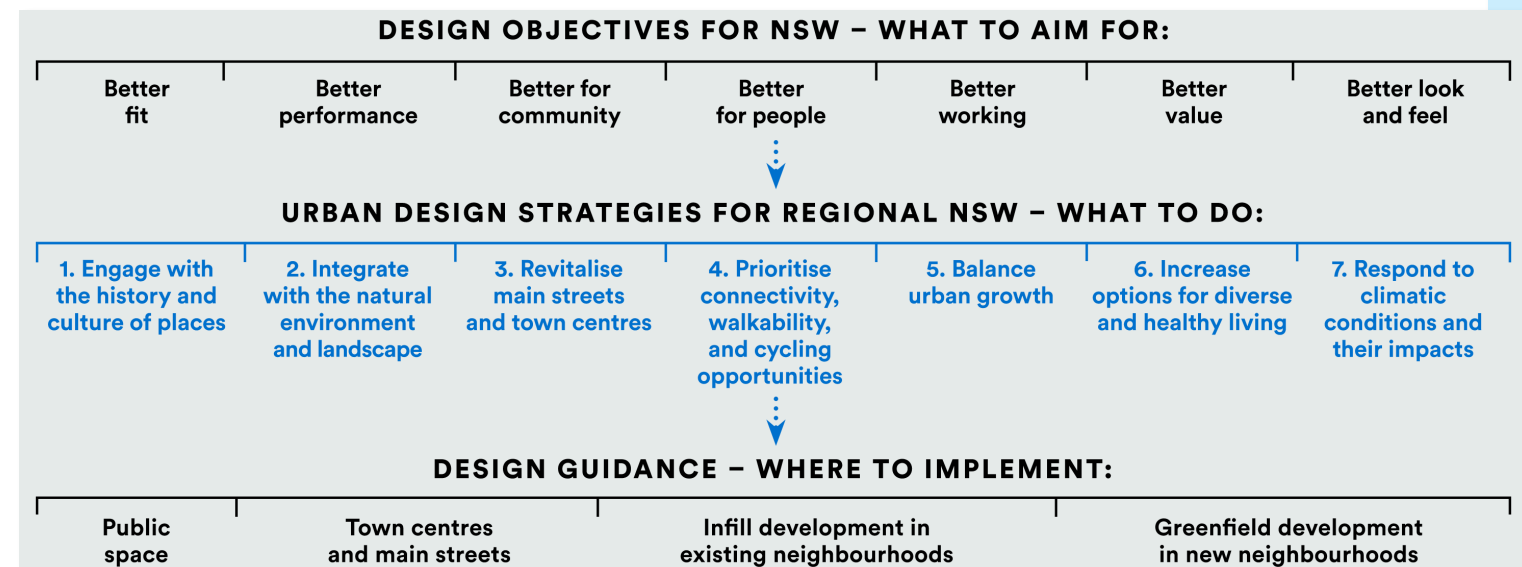 DESIGN OBJECTIVES FOR NSW – WHAT TO AIM FOR:
Better
fit
Better
performance
Better for
community
Better
for people
Better
working
Better
value
Better look
and feel
URBAN DESIGN STRATEGIES FOR REGIONAL NSW – WHAT TO DO:
1. Engage with
the history and
culture of places
2. Integrate
with the natural
environment
and landscape
3. Revitalise
main streets
and town centres
4. Prioritise
connectivity,
walkability,
and cycling
opportunities
5. Balance
urban growth
6. Increase
options for diverse
and healthy living
7. Respond to
climatic
conditions and
their impacts
DESIGN GUIDANCE – WHERE TO IMPLEMENT:
Public
space
Town centres
and main streets
Infill development in
existing neighbourhoods
Greenfield development
in new neighbourhoods